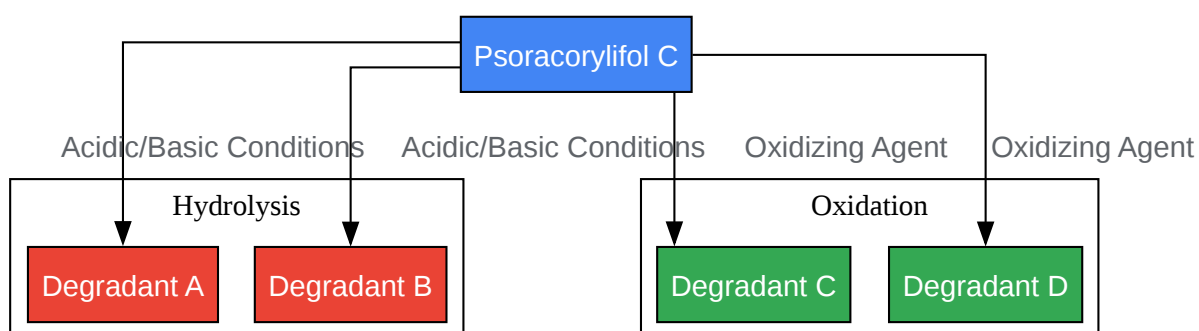 Psoracorylifol C
Acidic/Basic Conditions
Acidic/Basic Conditions
Oxidizing Agent
Oxidizing Agent
Hydrolysis
Oxidation
Degradant A
Degradant B
Degradant C
Degradant D